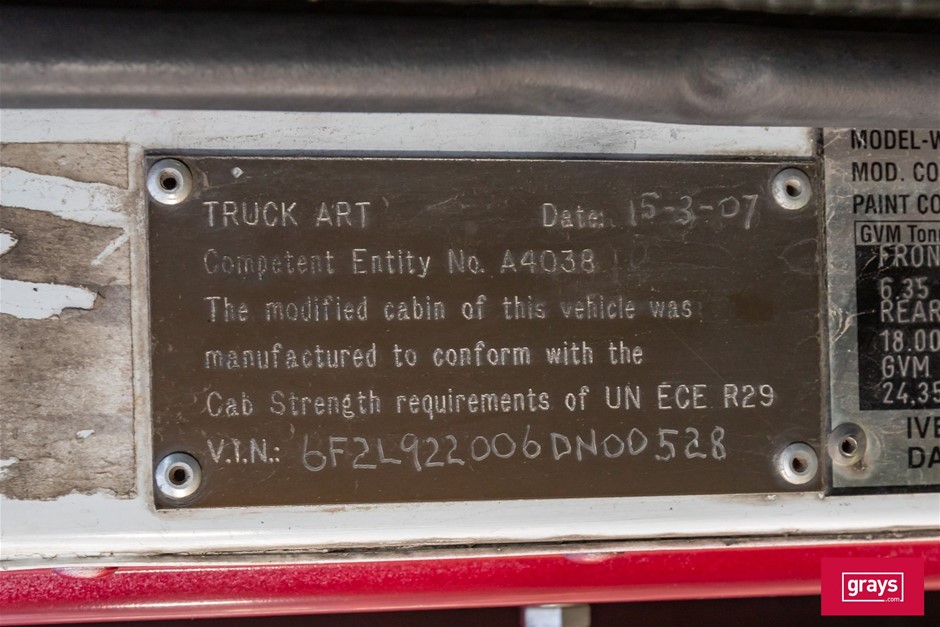 TRUCK ART Date: 15-3-07
Competent Entity No. A4038
The modified cabin of this vehicle was
manufactured to conform with the
Cab Strength requirements of UN ECE R29
V.I.N.: 6F2L922006DN00528
MODEL-W
MOD. CO
PAINT CO
GVM Tonn
FRON
6.35
REAR
18.00
GVM
24,35
IVE
DA
grays
.com